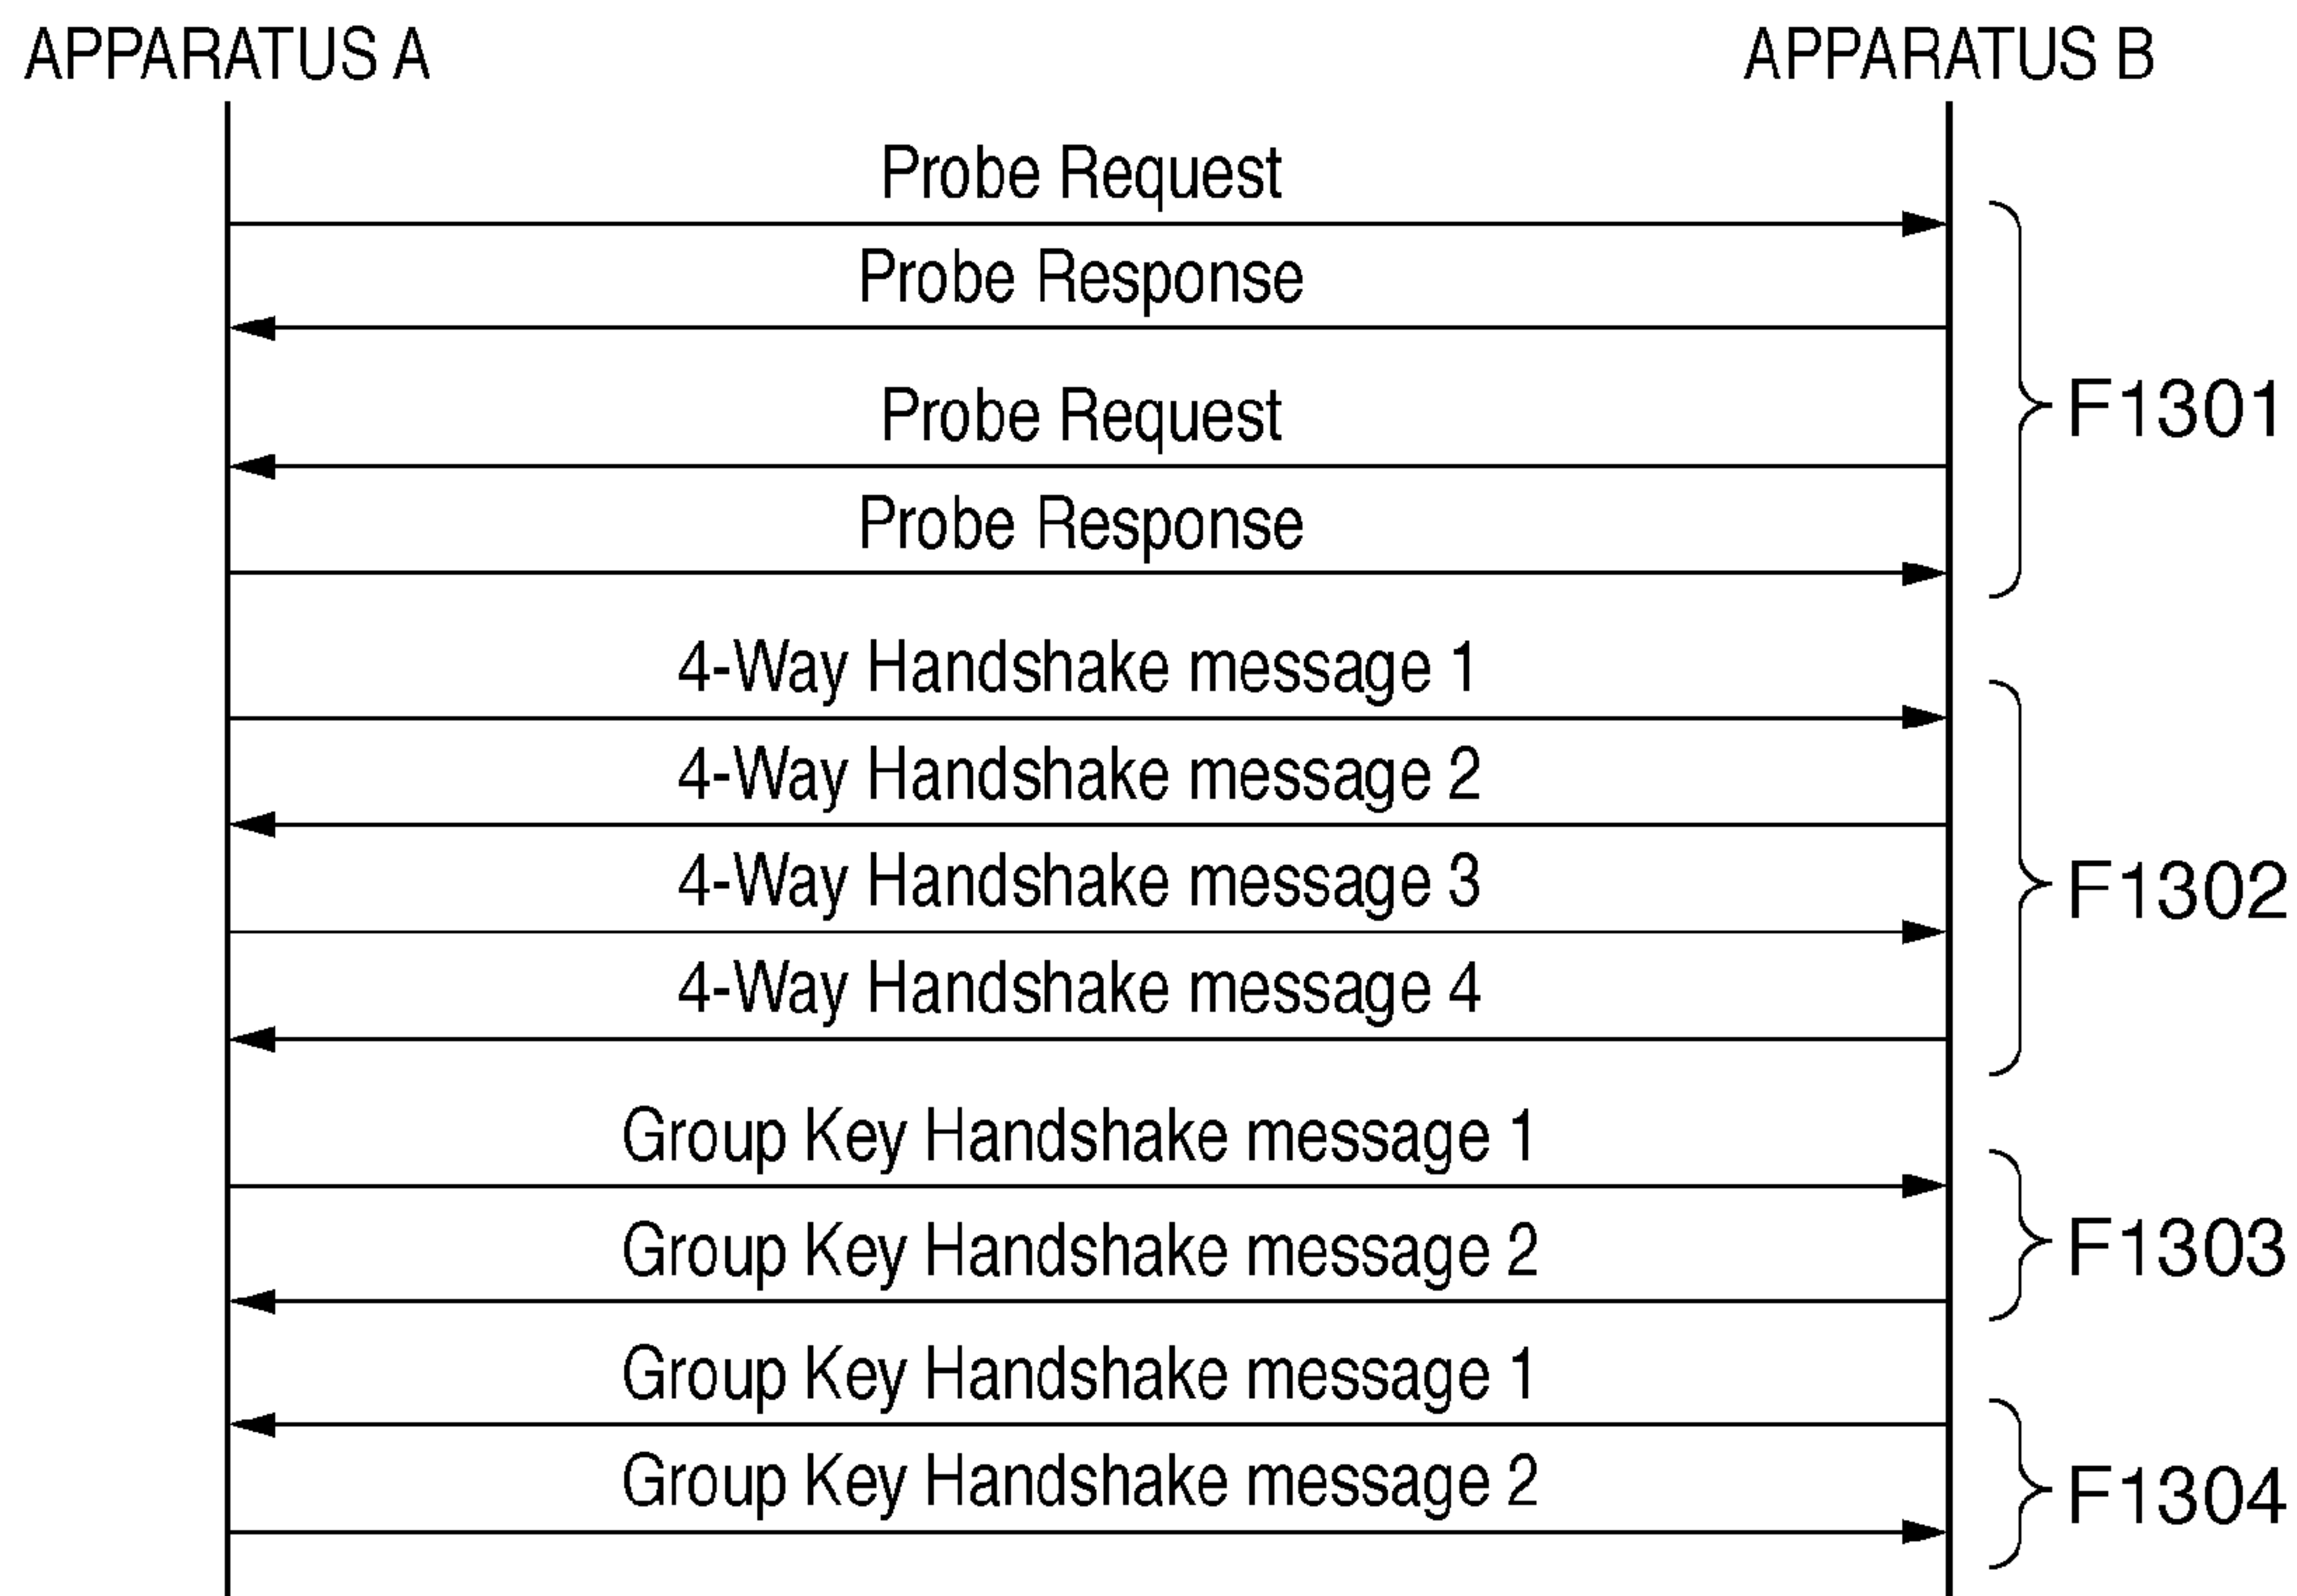 APPARATUS A
APPARATUS B
Probe Request
Probe Response
Probe Request
Probe Response
F1301
4-Way Handshake message 1
4-Way Handshake message 2
4-Way Handshake message 3
4-Way Handshake message 4
F1302
Group Key Handshake message 1
Group Key Handshake message 2
F1303
Group Key Handshake message 1
Group Key Handshake message 2
F1304